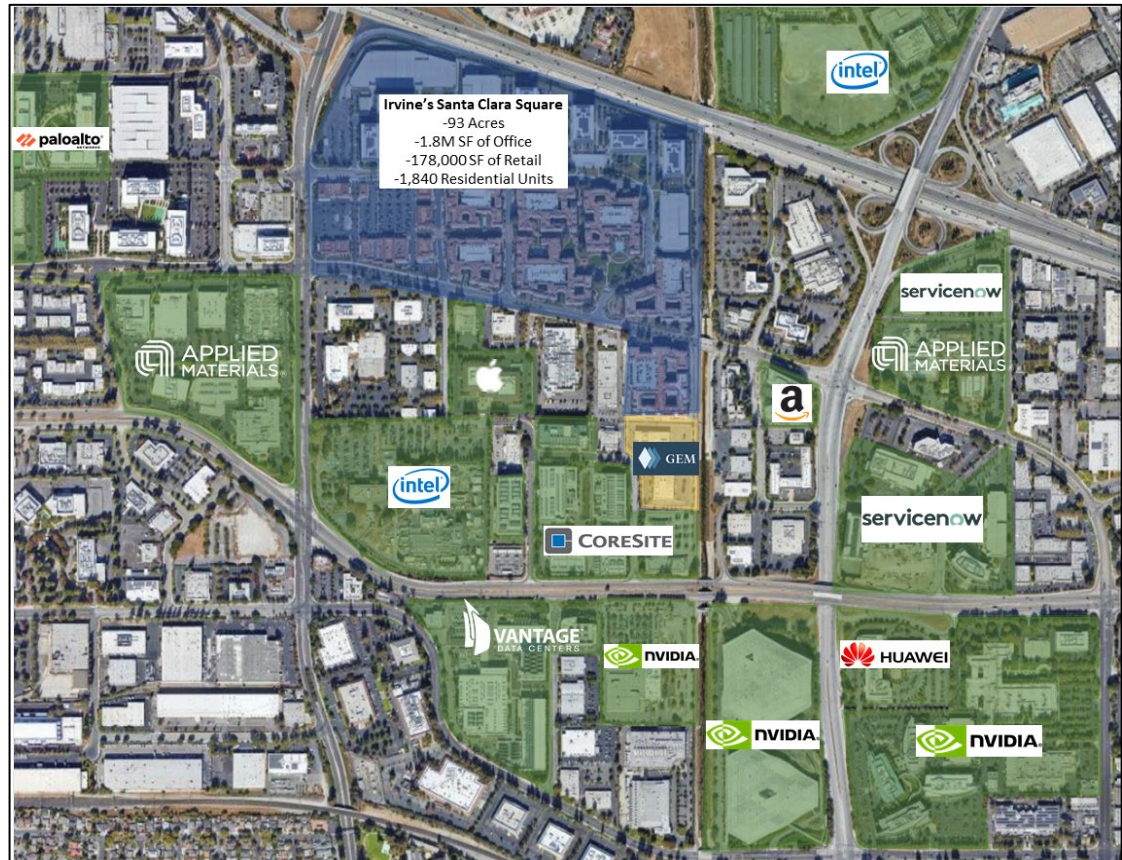 intel
paloalto
NETWORKS
Irvine's Santa Clara Square
-93 Acres
-1.8M SF of Office
-178,000 SF of Retail
-1,840 Residential Units
servicenow
APPLIED
MATERIALS
APPLIED
MATERIALS
a
GEM
intel
servicenow
CORESITE
VANTAGE
DATA CENTERS
NVIDIA.
HUAWEI
NVIDIA.
NVIDIA.